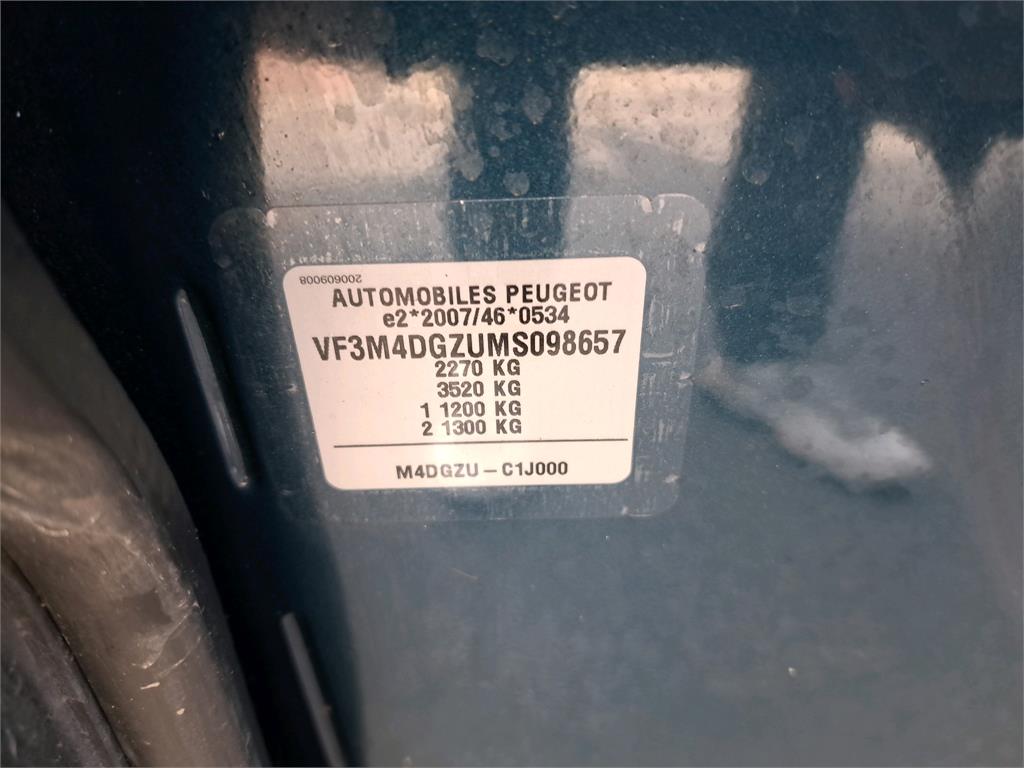 200609008
AUTOMOBILES PEUGEOT
e2*2007/46*0534
VF3M4DGZUMS098657
2270 KG
3520 KG
1 1200 KG
2 1300 KG
M4DGZU - C1J000